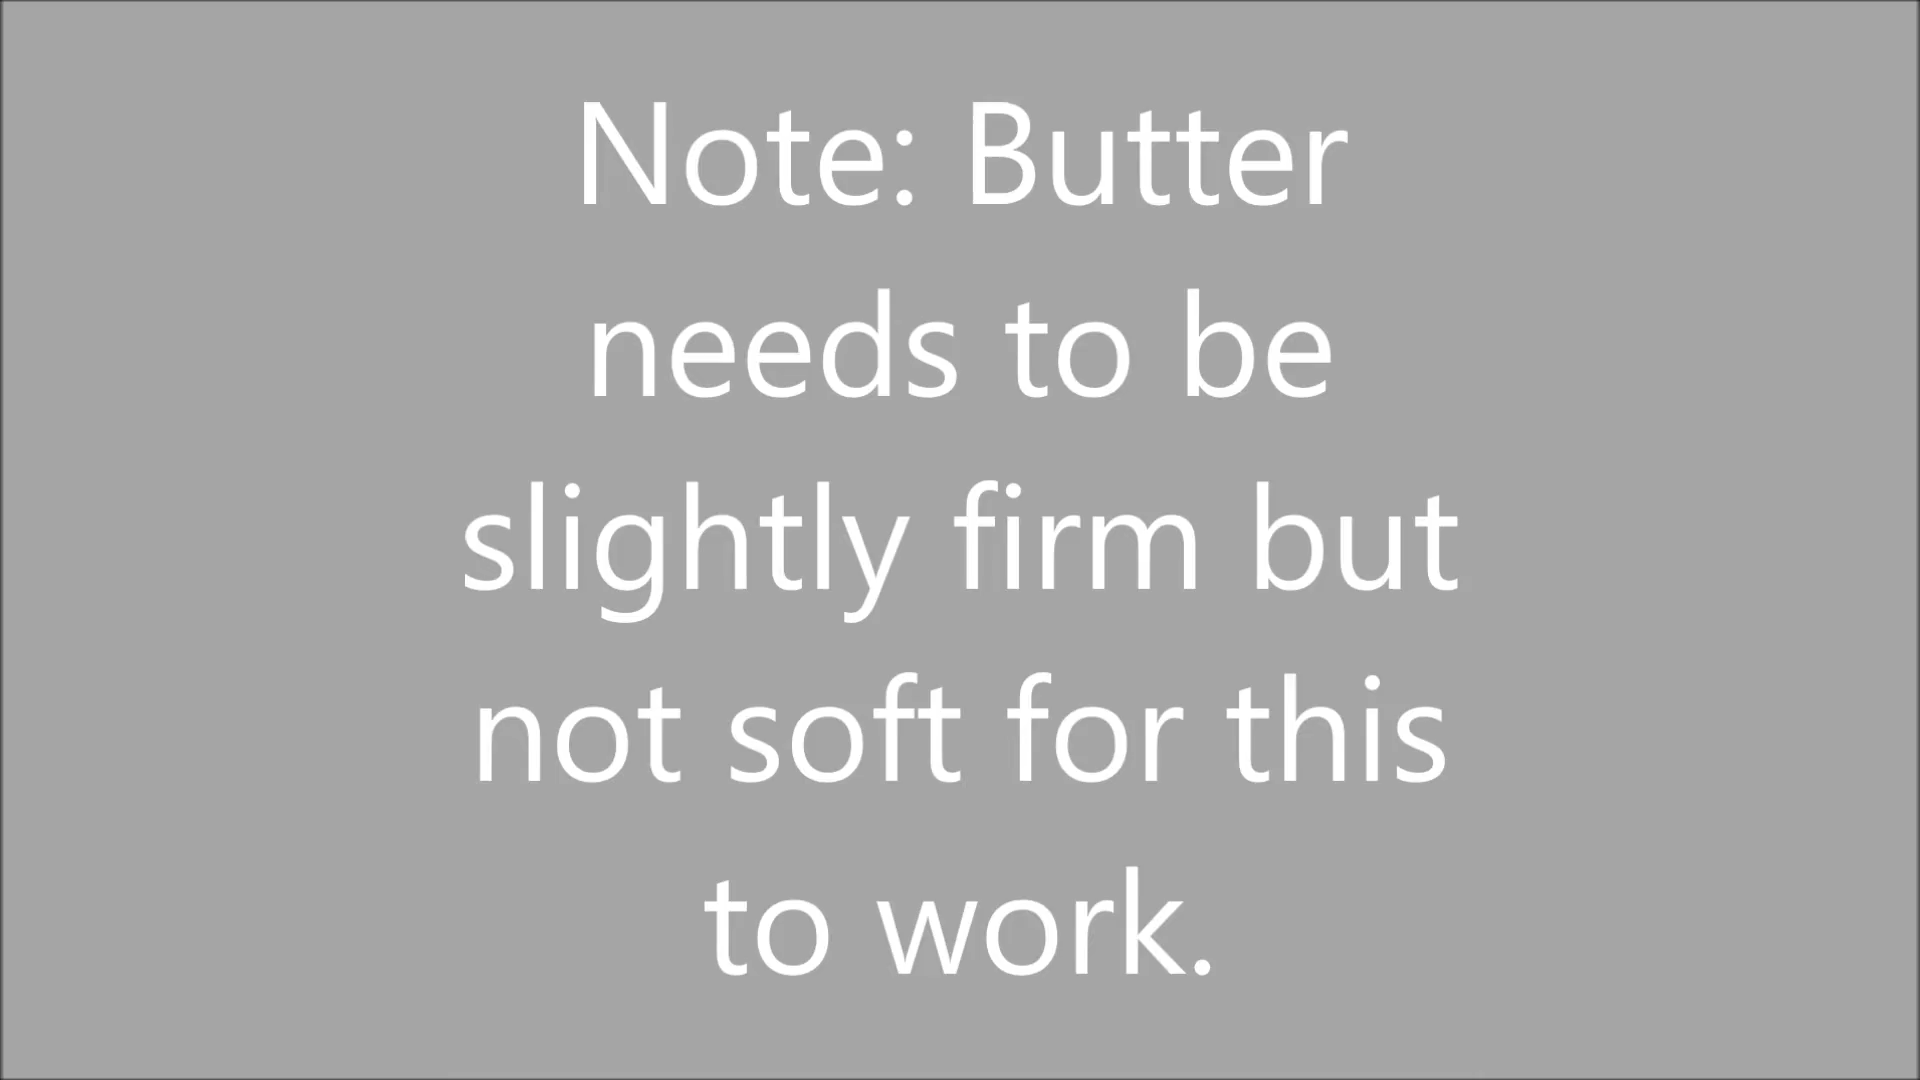 Note: Butter
needs to be
slightly firm but
not soft for this
to work.